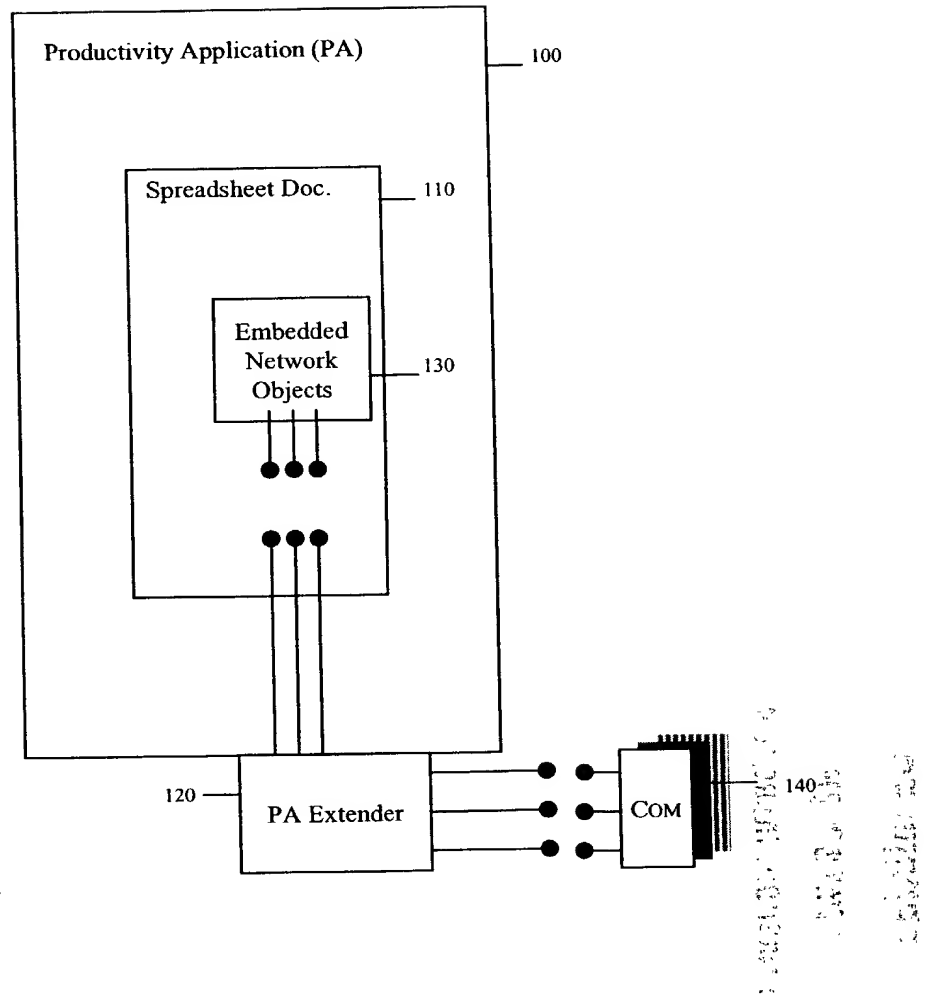 Productivity Application (PA)
100
Spreadsheet Doc.
110
Embedded
Network
Objects
130
120
PA Extender
COM
140